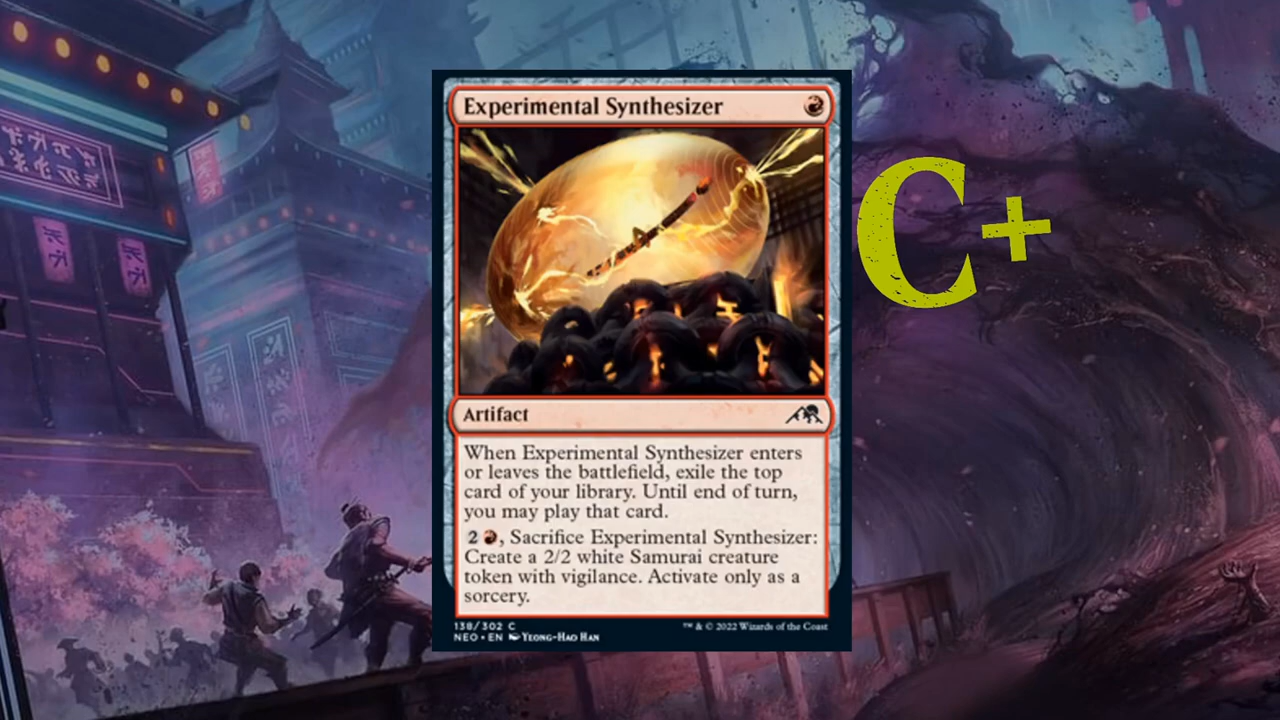 Experimental Synthesizer
C+
Artifact
When Experimental Synthesizer enters
or leaves the battlefield, exile the top
card of your library. Until end of turn,
you may play that card.
2 , Sacrifice Experimental Synthesizer:
Create a 2/2 white Samurai creature
token with vigilance. Activate only as a
sorcery.
138/302 C
NEO • EN Yeong-Hao Han
™ & © 2022 Wizards of the Coast